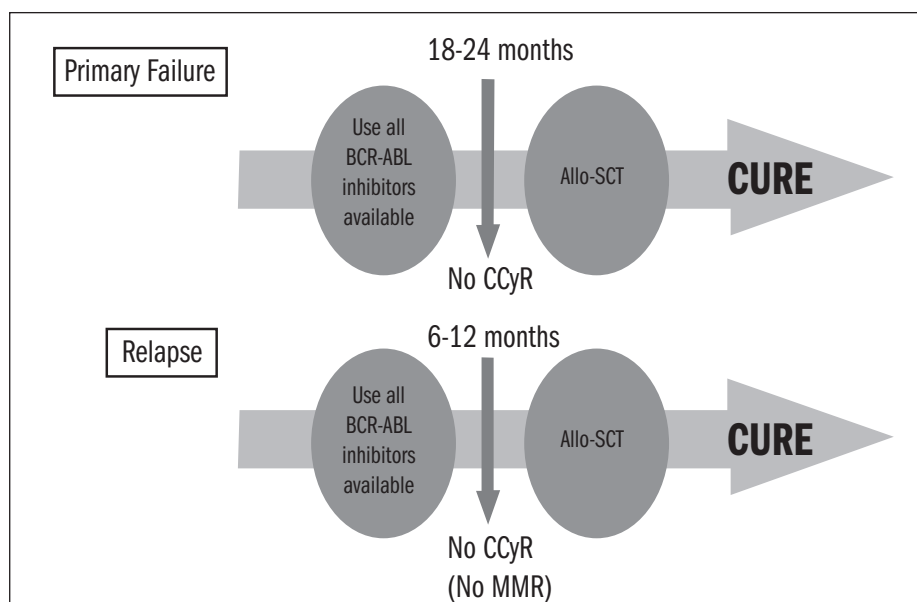 Primary Failure
18-24 months
Use all
BCR-ABL
inhibitors
available
Allo-SCT
CURE
No CCyR
Relapse
6-12 months
Use all
BCR-ABL
inhibitors
available
Allo-SCT
CURE
No CCyR
(No MMR)